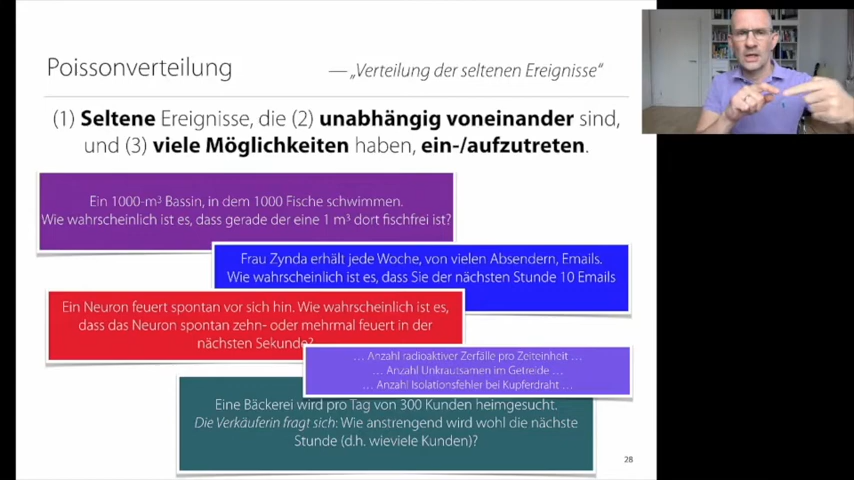 Poissonverteilung
— „Verteilung der seltenen Ereignisse“
(1) Seltene Ereignisse, die (2) unabhängig voneinander sind,
und (3) viele Möglichkeiten haben, ein-/aufzutreten.
Ein 1000-m³ Bassin, in dem 1000 Fische schwimmen.
Wie wahrscheinlich ist es, dass gerade der eine 1 m³ dort fischfrei ist?
Frau Zynda erhält jede Woche, von vielen Absendern, Emails.
Wie wahrscheinlich ist es, dass Sie der nächsten Stunde 10 Emails
Ein Neuron feuert spontan vor sich hin. Wie wahrscheinlich ist es,
dass das Neuron spontan zehn- oder mehrmal feuert in der
nächsten Sekunde?
… Anzahl radioaktiver Zerfälle pro Zeiteinheit …
… Anzahl Unkrautsamen im Getreide …
… Anzahl Isolationsfehler bei Kupferdraht …
Eine Bäckerei wird pro Tag von 300 Kunden heimgesucht.
Die Verkäuferin fragt sich: Wie anstrengend wird wohl die nächste
Stunde (d.h. wieviele Kunden)?
28